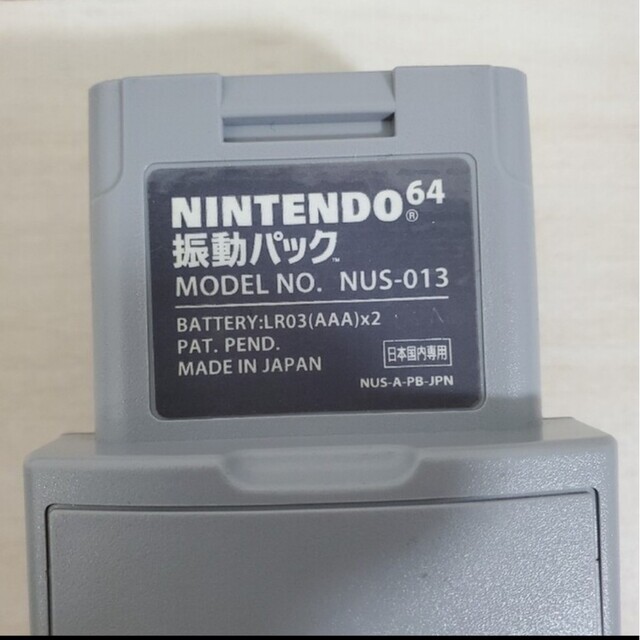 NINTENDO64®
振動パック™
MODEL NO. NUS-013
BATTERY:LR03(AAA)x2
PAT. PEND.
日本国内専用
MADE IN JAPAN
NUS-A-PB-JPN